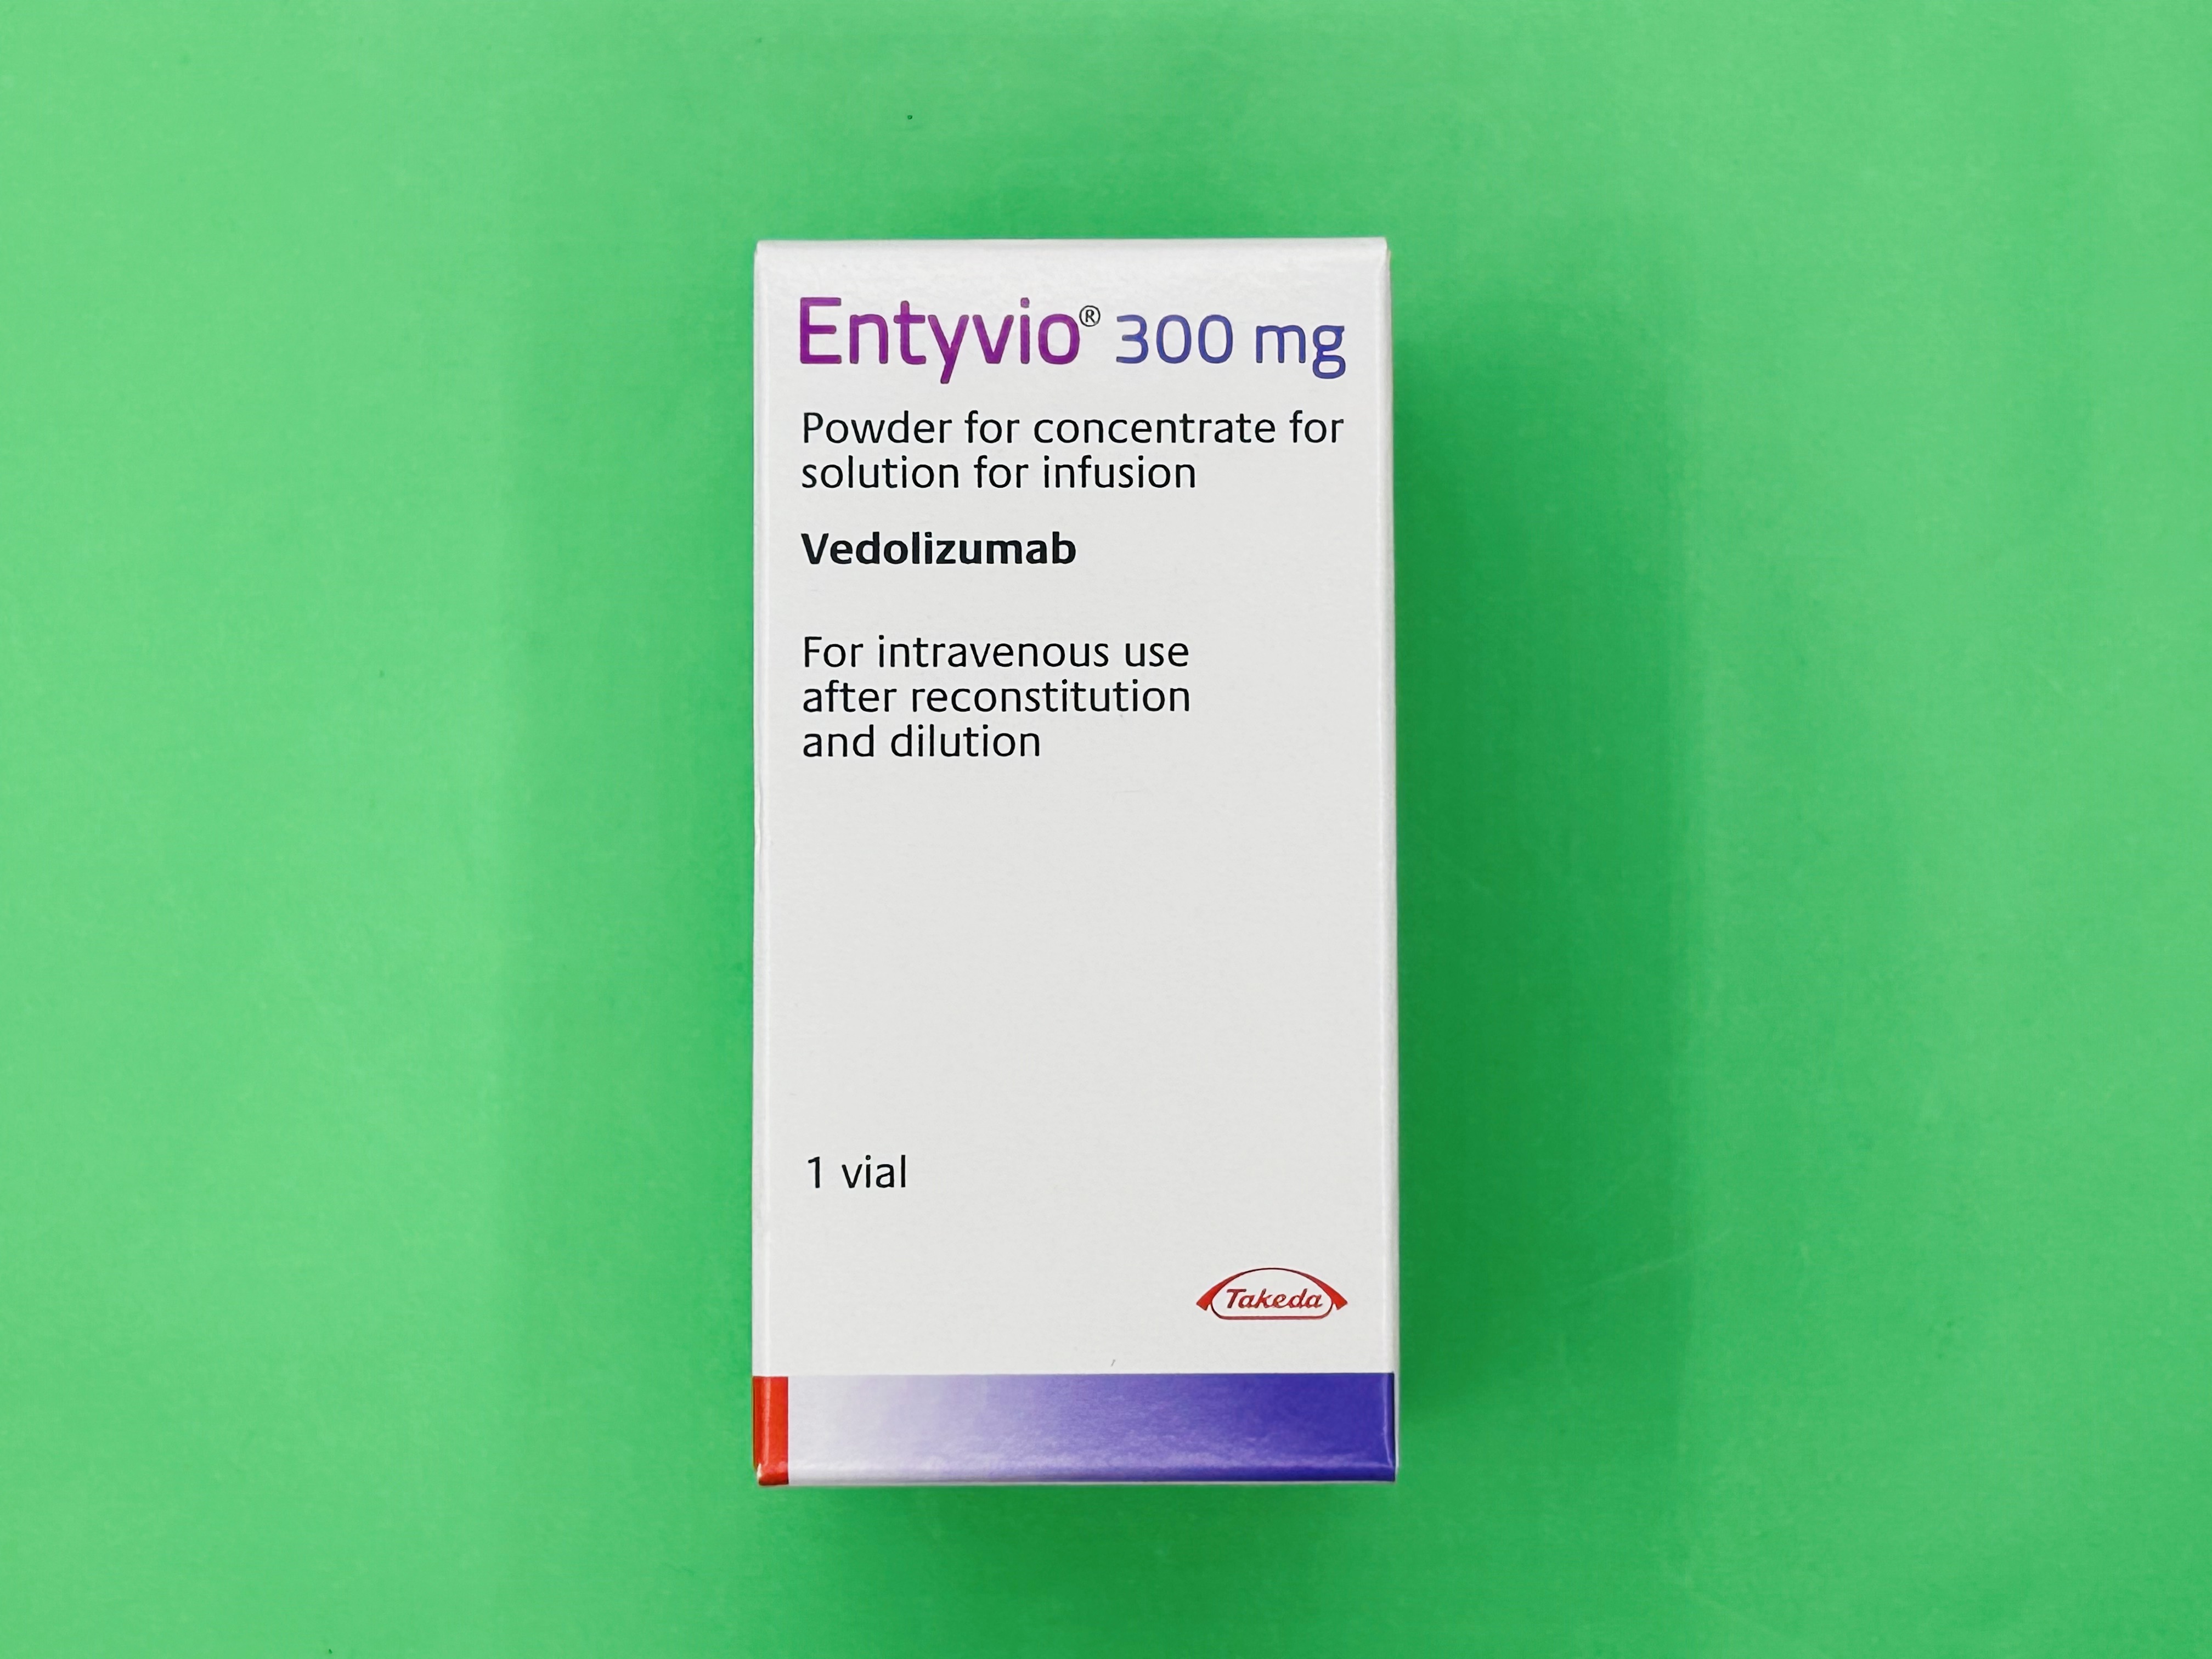 Entyvio® 300 mg
Powder for concentrate for
solution for infusion
Vedolizumab
For intravenous use
after reconstitution
and dilution
1 vial
Takeda